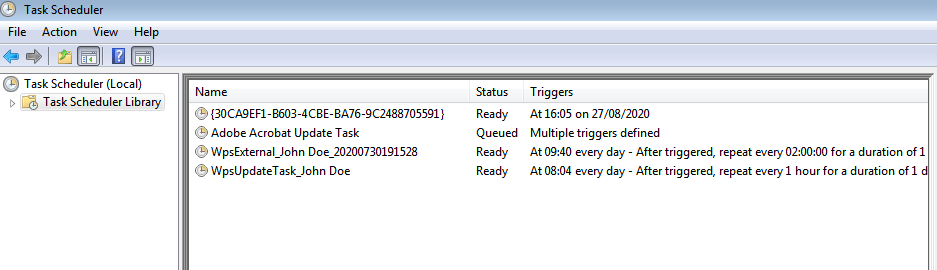 Task Scheduler
File Action View Help
Task Scheduler (Local)
Task Scheduler Library
Name Status Triggers
{30CA9EF1-B603-4CBE-BA76-9C2488705591} Ready At 16:05 on 27/08/2020
Adobe Acrobat Update Task Queued Multiple triggers defined
WpsExternal_John Doe_20200730191528 Ready At 09:40 every day - After triggered, repeat every 02:00:00 for a duration of 1
WpsUpdateTask_John Doe Ready At 08:04 every day - After triggered, repeat every 1 hour for a duration of 1 d